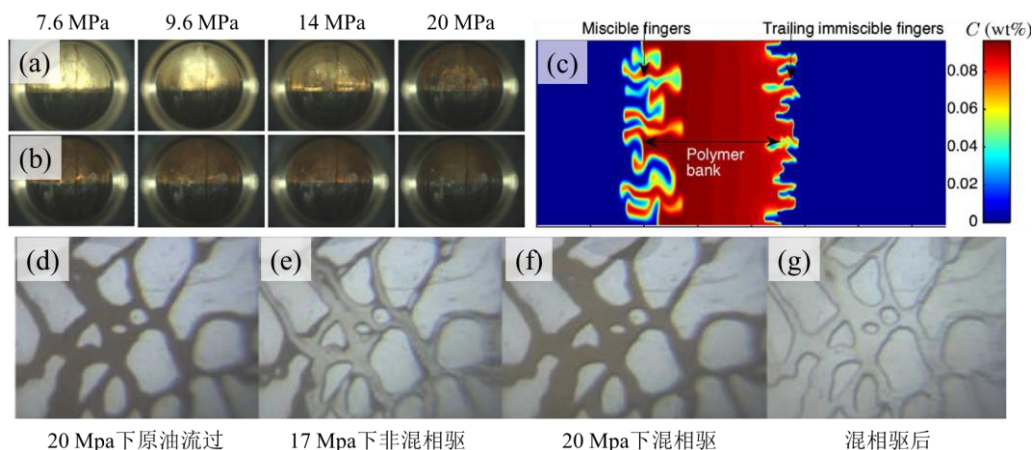 7.6 MPa 9.6 MPa 14 MPa 20 MPa
(a)
(b)
(c)
Miscible fingers Trailing immiscible fingers
Polymer
bank
C (wt%)
0.08
0.06
0.04
0.02
0
(d) (e) (f) (g)
20 Mpa下原油流过 17 Mpa下非混相驱 20 Mpa下混相驱 混相驱后